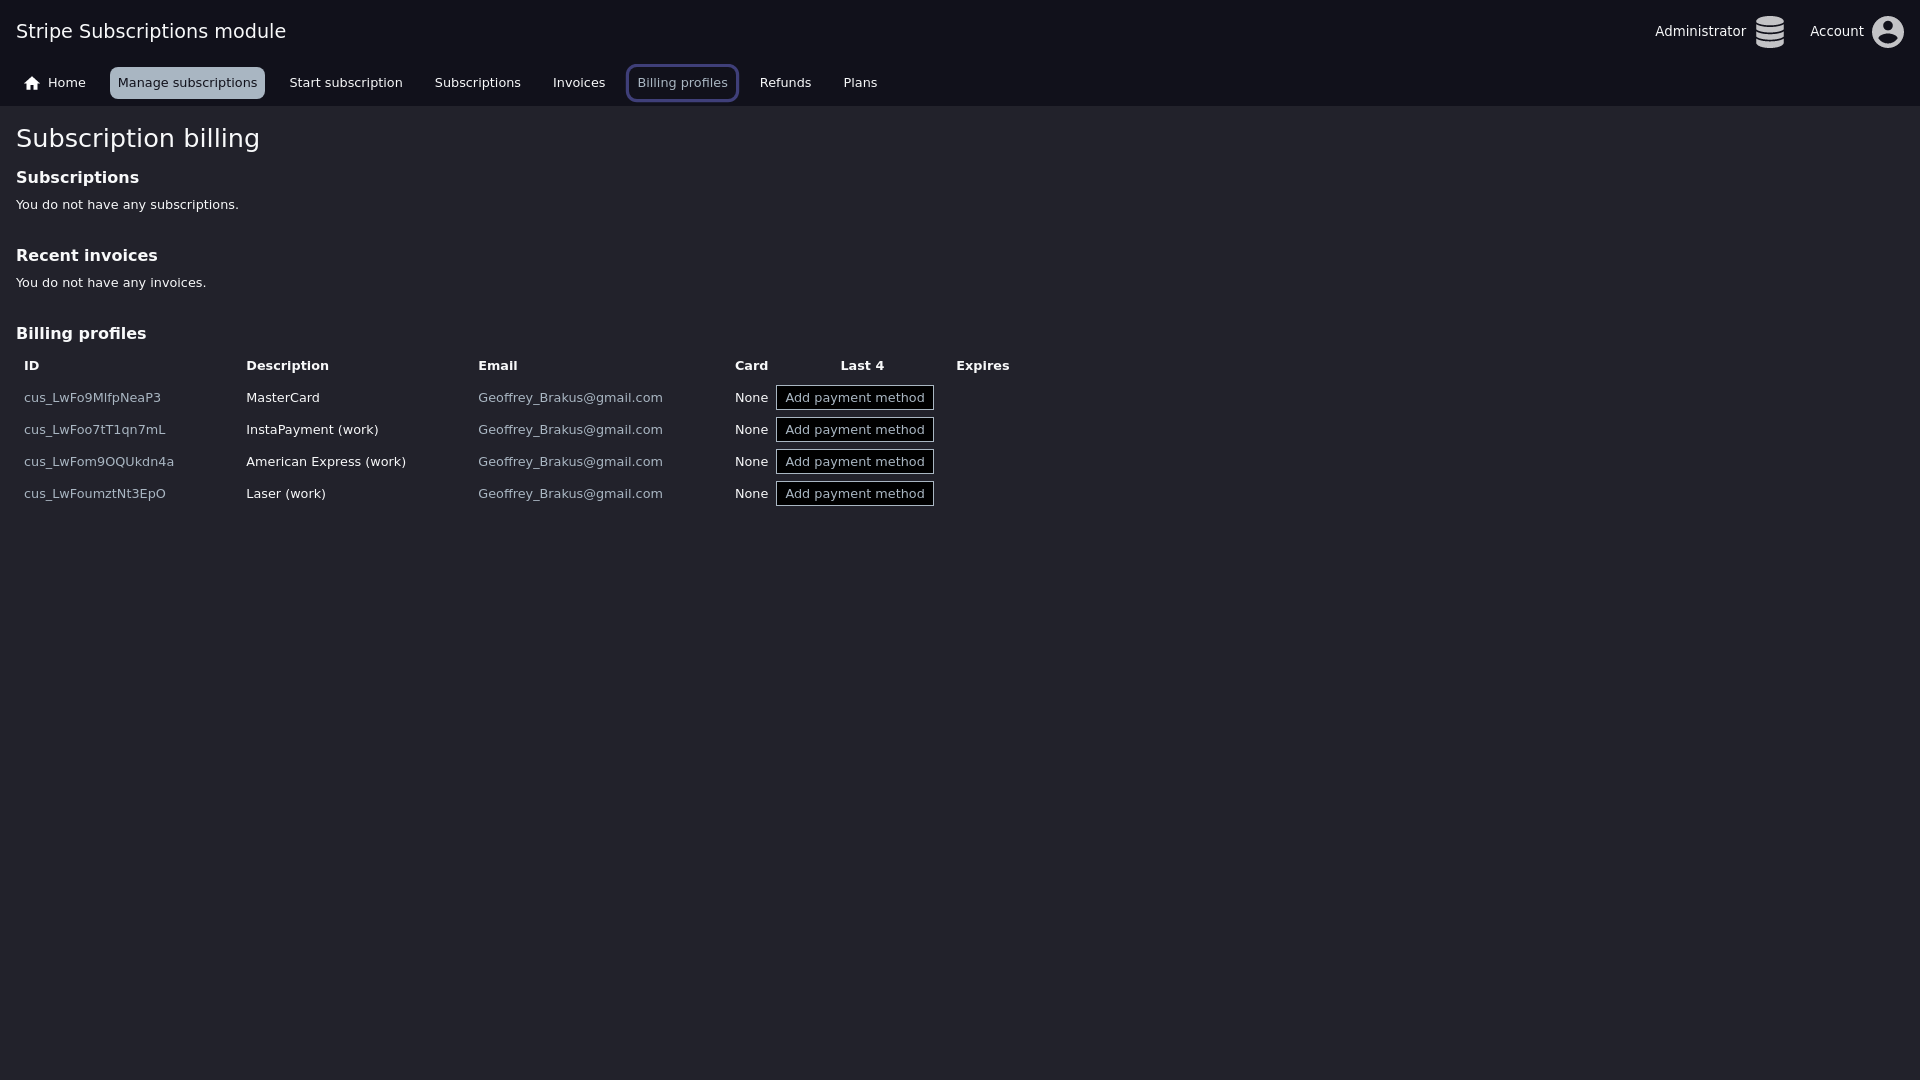 Stripe Subscriptions module
Administrator
Account
Home
Manage subscriptions
Start subscription
Subscriptions
Invoices
Billing profiles
Refunds
Plans
Subscription billing
Subscriptions
You do not have any subscriptions.
Recent invoices
You do not have any invoices.
Billing profiles
ID Description Email Card Last 4 Expires
cus_LwFo9MlfpNeaP3 MasterCard Geoffrey_Brakus@gmail.com None Add payment method
cus_LwFoo7tT1qn7mL InstaPayment (work) Geoffrey_Brakus@gmail.com None Add payment method
cus_LwFom9OQUkdn4a American Express (work) Geoffrey_Brakus@gmail.com None Add payment method
cus_LwFoumztNt3EpO Laser (work) Geoffrey_Brakus@gmail.com None Add payment method